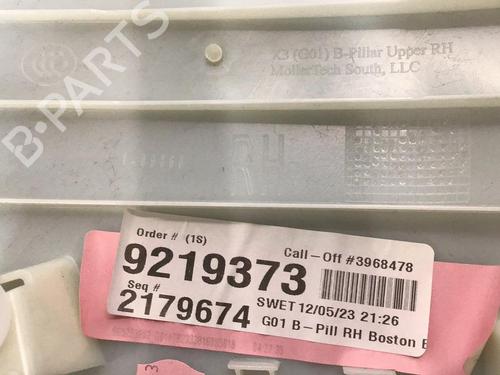 X3 (G01) B-Pillar Upper RH
MollerTech South, LLC
B-PARTS
RH
Order # (1S)
9219373
Call-Off #3968478
Seq #
2179674
SWET 12/05/23 21:26
G01 B-Pill RH Boston
3